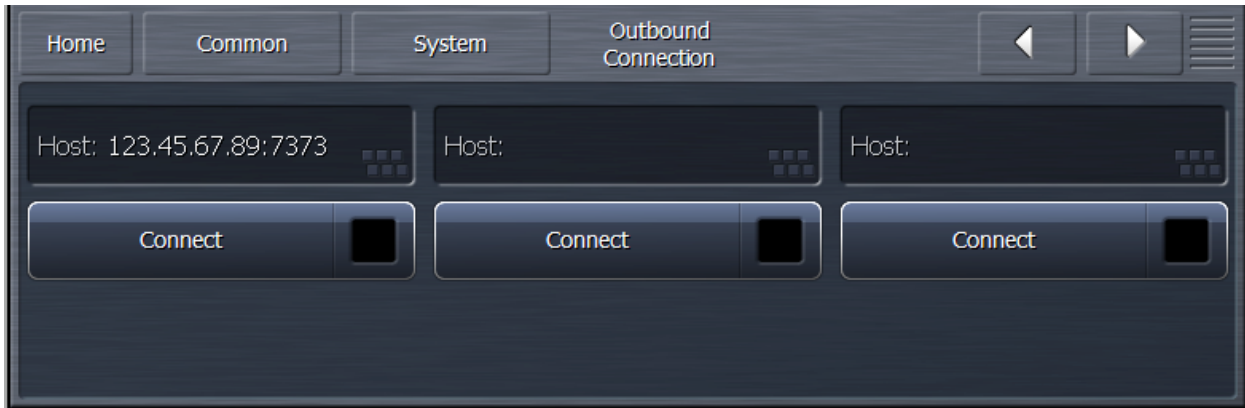 Home
Common
System
Outbound
Connection
Host: 123.45.67.89:7373
Host:
Host:
Connect
Connect
Connect